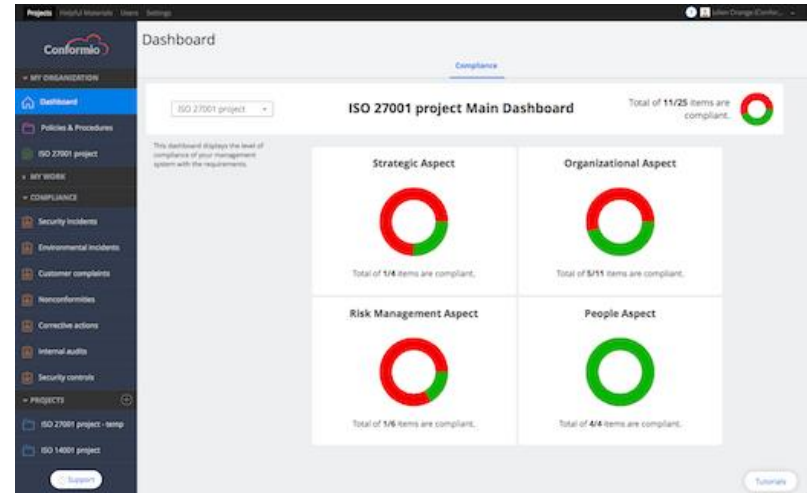 Projects Helpful Materials Users Settings
Conformio
Dashboard
Compliance
MY ORGANIZATION
Dashboard
Policies & Procedures
ISO 27001 project
MY WORK
COMPLIANCE
Security incidents
Environmental incidents
Customer complaints
Nonconformities
Corrective actions
Internal audits
Security controls
PROJECTS
ISO 27001 project - temp
ISO 14001 project
Support
ISO 27001 project
ISO 27001 project Main Dashboard
Total of 11/25 items are
compliant.
This dashboard displays the level of
compliance of your management
system with the requirements.
Strategic Aspect
Total of 1/4 items are compliant.
Organizational Aspect
Total of 5/11 items are compliant.
Risk Management Aspect
Total of 1/6 items are compliant.
People Aspect
Total of 4/4 items are compliant.
Tutorials